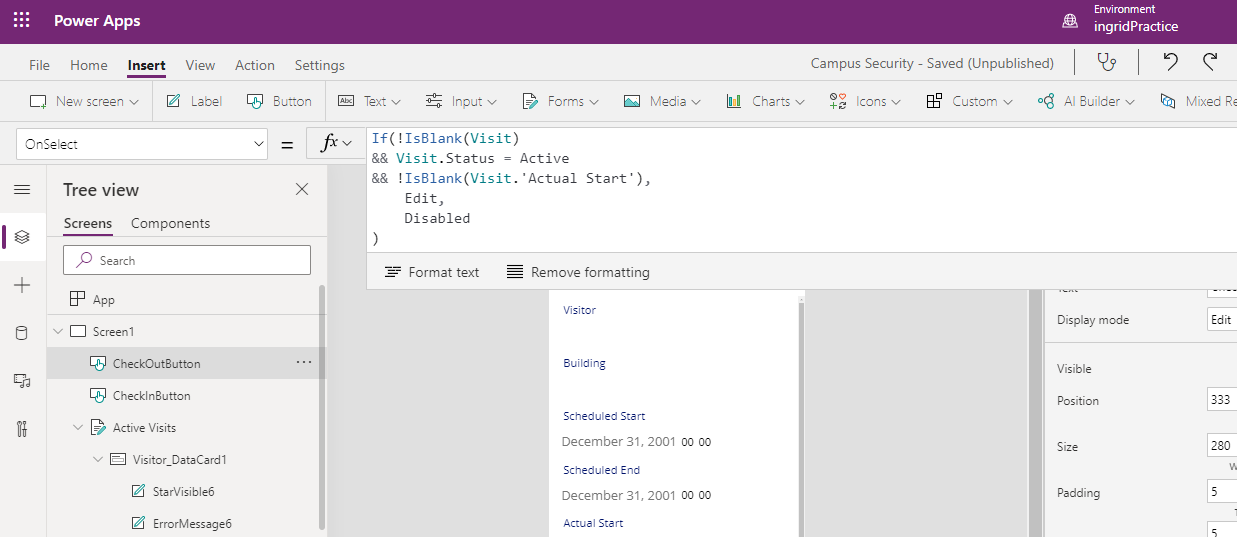 Power Apps
Environment
ingridPractice
File Home Insert View Action Settings
Campus Security - Saved (Unpublished)
New screen Label Button Text Input Forms Media Charts Icons Custom AI Builder Mixed Re
OnSelect = fx
If(!IsBlank(Visit)
&& Visit.Status = Active
&& !IsBlank(Visit.'Actual Start'),
Edit,
Disabled
)
Format text Remove formatting
Tree view
Screens Components
Search
App
Screen1
CheckOutButton
CheckInButton
Active Visits
Visitor_DataCard1
StarVisible6
ErrorMessage6
Visitor
Building
Scheduled Start
December 31, 2001 00 00
Scheduled End
December 31, 2001 00 00
Actual Start
Text
Display mode Edit
Visible
Position 333
Size 280
W
Padding 5
5